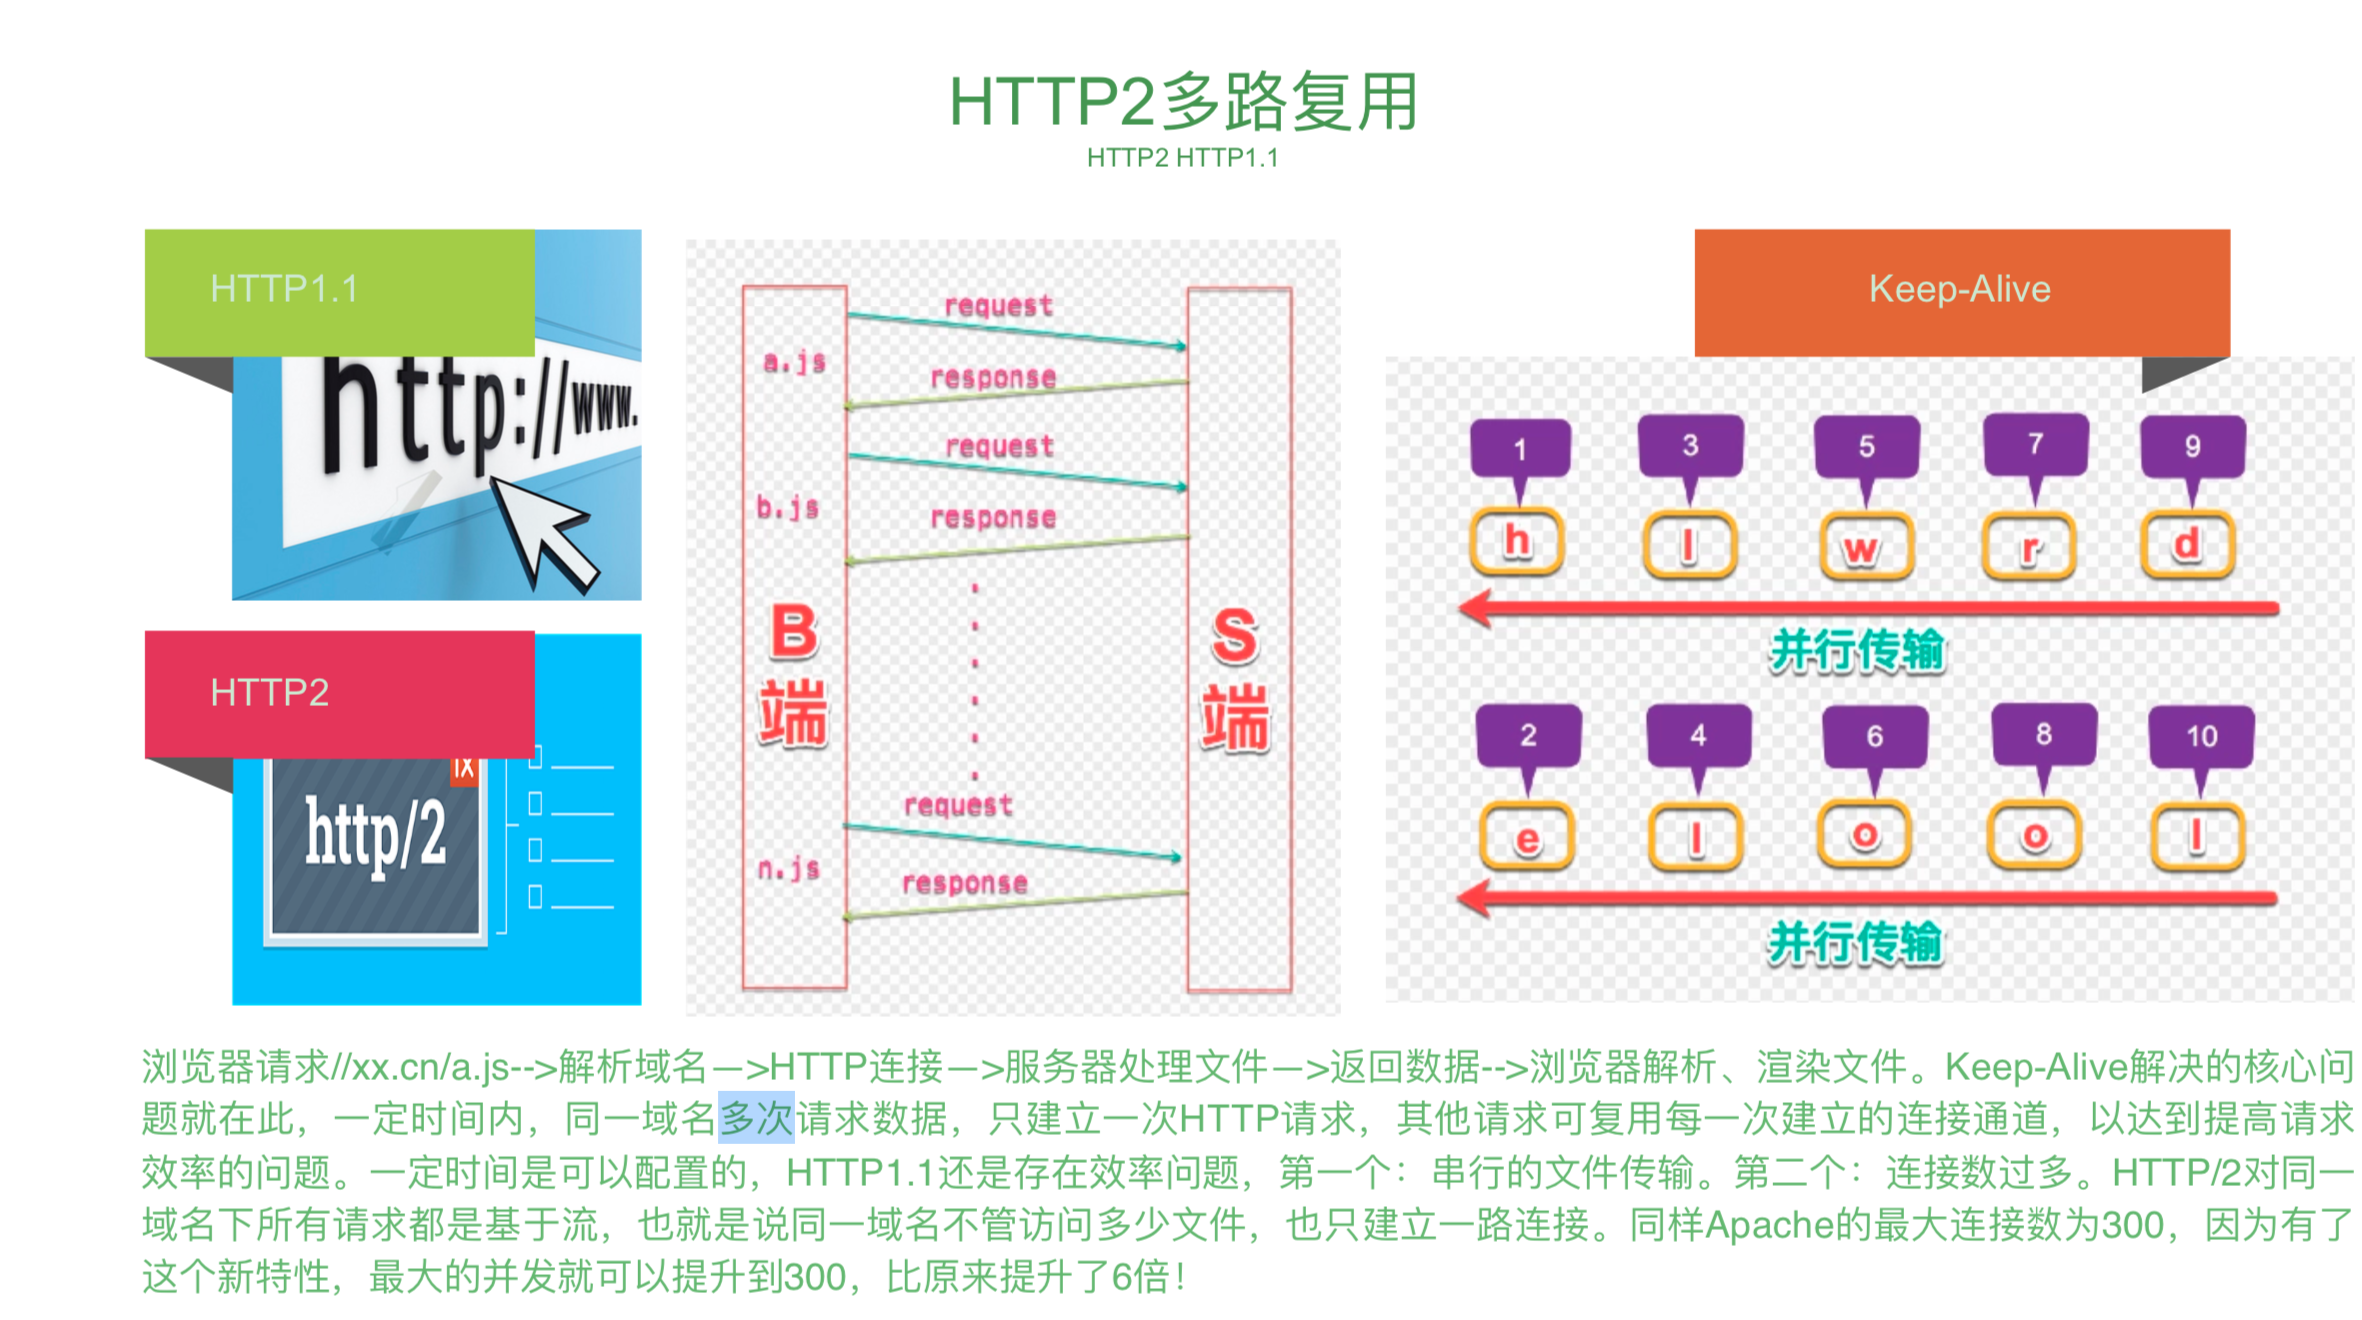 HTTP2多路复用
HTTP2 HTTP1.1
HTTP1.1
http://www.
HTTP2
http/2
request
a.js
response
request
b.js
response
B端
S端
request
n.js
response
Keep-Alive
1 3 5 7 9
h l w r d
并行传输
2 4 6 8 10
e l o o l
并行传输
浏览器请求//xx.cn/a.js-->解析域名—>HTTP连接—>服务器处理文件—>返回数据-->浏览器解析、渲染文件。Keep-Alive解决的核心问
题就在此，一定时间内，同一域名多次请求数据，只建立一次HTTP请求，其他请求可复用每一次建立的连接通道，以达到提高请求
效率的问题。一定时间是可以配置的，HTTP1.1还是存在效率问题，第一个：串行的文件传输。第二个：连接数过多。HTTP/2对同一
域名下所有请求都是基于流，也就是说同一域名不管访问多少文件，也只建立一路连接。同样Apache的最大连接数为300，因为有了
这个新特性，最大的并发就可以提升到300，比原来提升了6倍！